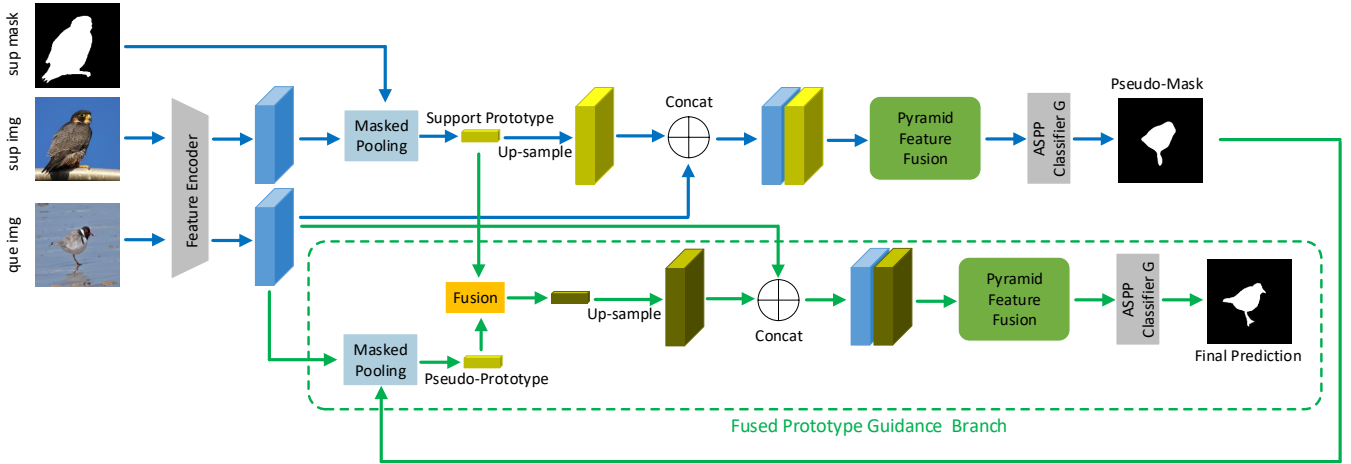 sup mask
sup img
que img
Feature Encoder
Masked
Pooling
Support Prototype
Up-sample
Concat
Pyramid
Feature
Fusion
ASPP
Classifier G
Pseudo-Mask
Fusion
Up-sample
Concat
Pyramid
Feature
Fusion
ASPP
Classifier G
Final Prediction
Masked
Pooling
Pseudo-Prototype
Fused Prototype Guidance Branch